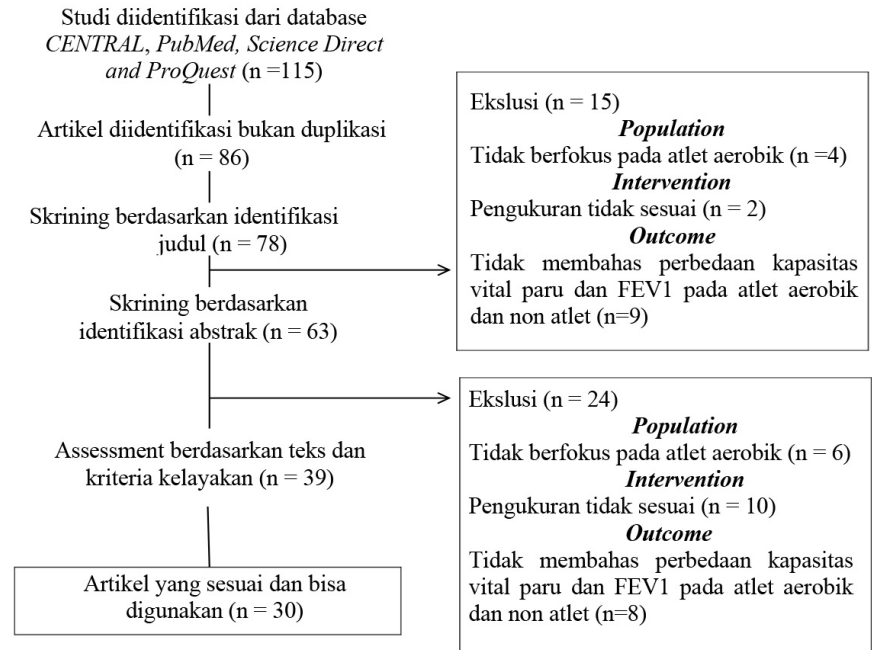 Studi diidentifikasi dari database
CENTRAL, PubMed, Science Direct
and ProQuest (n =115)
Artikel diidentifikasi bukan duplikasi
(n = 86)
Skrining berdasarkan identifikasi
judul (n = 78)
Skrining berdasarkan
identifikasi abstrak (n = 63)
Assessment berdasarkan teks dan
kriteria kelayakan (n = 39)
Artikel yang sesuai dan bisa
digunakan (n = 30)
Ekslusi (n = 15)
Population
Tidak berfokus pada atlet aerobik (n =4)
Intervention
Pengukuran tidak sesuai (n = 2)
Outcome
Tidak membahas perbedaan kapasitas
vital paru dan FEV1 pada atlet aerobik
dan non atlet (n=9)
Ekslusi (n = 24)
Population
Tidak berfokus pada atlet aerobik (n = 6)
Intervention
Pengukuran tidak sesuai (n = 10)
Outcome
Tidak membahas perbedaan kapasitas
vital paru dan FEV1 pada atlet aerobik
dan non atlet (n=8)